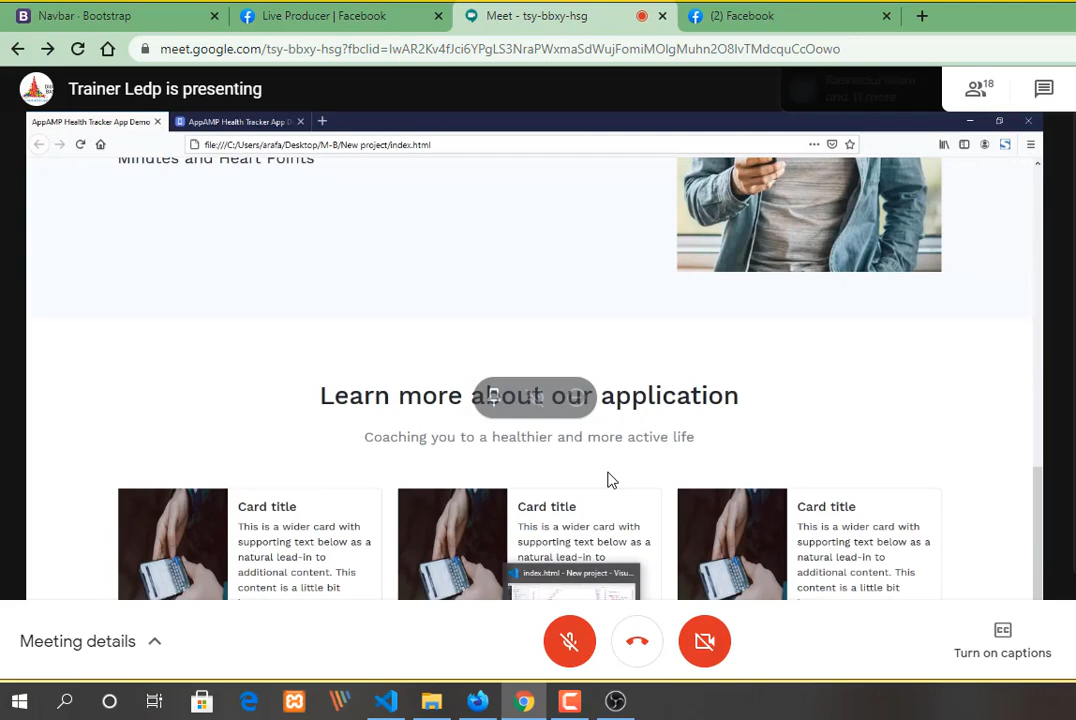 Navbar · Bootstrap
Live Producer | Facebook
Meet - tsy-bbxy-hsg
(2) Facebook
meet.google.com/tsy-bbxy-hsg?fbclid=IwAR2Kv4fJci6YPgLS3NraPWxmaSdWujFomiMOlgMuhn2O8lvTMdcquCcOowo
Trainer Ledp is presenting
and 11 more
18
AppAMP Health Tracker App Demo
AppAMP Health Tracker App D
file:///C:/Users/arafa/Desktop/M-B/New project/index.html
Minutes and Heart Points
Learn more about our application
Coaching you to a healthier and more active life
Card title
This is a wider card with
supporting text below as a
natural lead-in to
additional content. This
content is a little bit
Card title
This is a wider card with
supporting text below as a
natural lead-in to
Card title
This is a wider card with
supporting text below as a
natural lead-in to
additional content. This
content is a little bit
index.html - New project - Visu...
Meeting details
Turn on captions